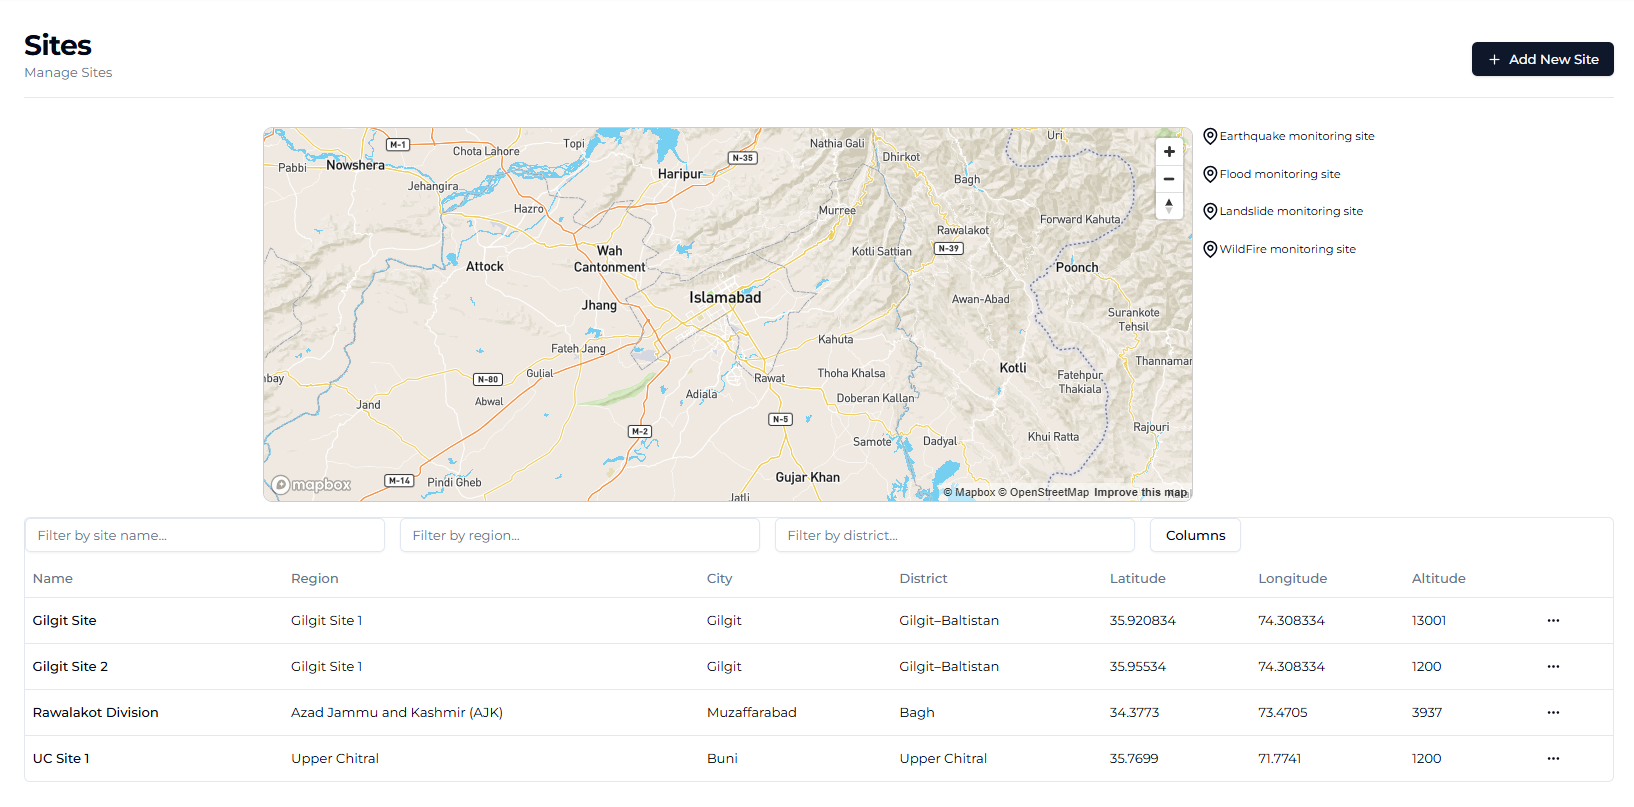 Sites
Manage Sites
+ Add New Site
Uri
Topi
Nathia Gali
M-1
Chota Lahore
Dhirkot
N-35
Pabbi
Nowshera
Haripur
Bagh
Jehangira
Hazro
Murree
Forward Kahuta
Rawalakot
N-39
Kotli Sattian
Wah
Cantonment
Attock
Poonch
Islamabad
Awan-Abad
Jhang
Surankote
Tehsil
Kahuta
Fateh Jang
Thannamar
Kotli
Gulial
Thoha Khalsa
Fatehpur
Thakiala
N-80
Rawat
bay
Adiala
Doberan Kallan
Abwal
Jand
N-5
Rajouri
M-2
Khui Ratta
Samote
Dadyal
Gujar Khan
M-14
Pindi Gheb
mapbox
Jatli
© Mapbox © OpenStreetMap Improve this map
Earthquake monitoring site
Flood monitoring site
Landslide monitoring site
WildFire monitoring site
Filter by site name... Filter by region... Filter by district... Columns
Name Region City District Latitude Longitude Altitude
Gilgit Site Gilgit Site 1 Gilgit Gilgit–Baltistan 35.920834 74.308334 13001 ...
Gilgit Site 2 Gilgit Site 1 Gilgit Gilgit–Baltistan 35.95534 74.308334 1200 ...
Rawalakot Division Azad Jammu and Kashmir (AJK) Muzaffarabad Bagh 34.3773 73.4705 3937 ...
UC Site 1 Upper Chitral Buni Upper Chitral 35.7699 71.7741 1200 ...